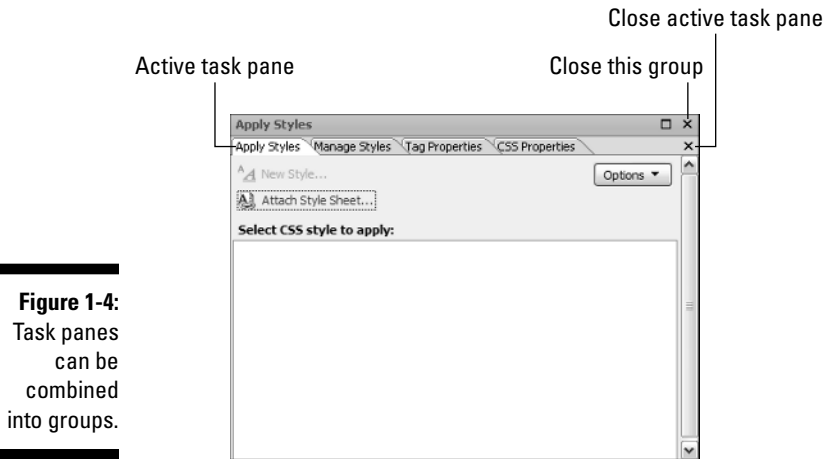 Close active task pane
Active task pane
Close this group
Apply Styles
Apply Styles Manage Styles Tag Properties CSS Properties
New Style...
Options
Attach Style Sheet...
Select CSS style to apply:
Figure 1-4:
Task panes
can be
combined
into groups.